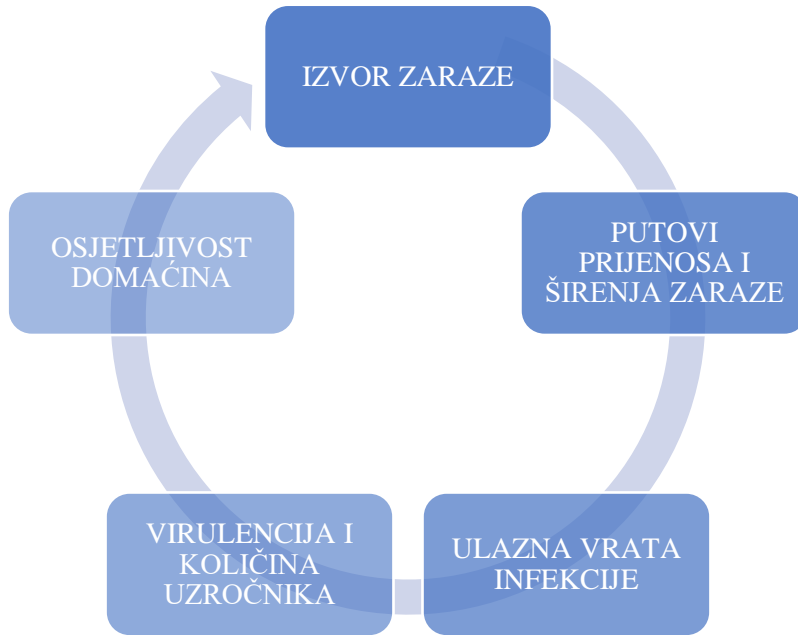 IZVOR ZARAZE
PUTOVI
PRIJENOSA I
ŠIRENJA ZARAZE
ULAZNA VRATA
INFEKCIJE
VIRULENCIJA I
KOLIČINA
UZROČNIKA
OSJETLJIVOST
DOMAĆINA